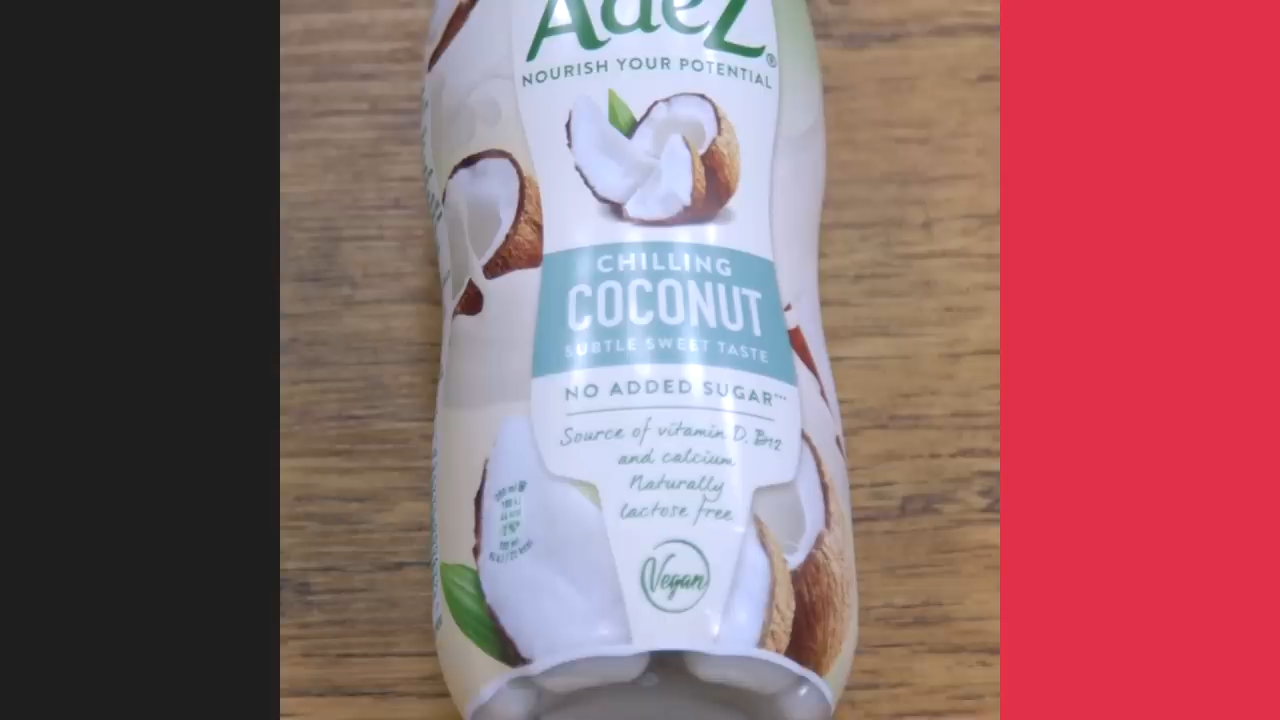 AdeZ®
NOURISH YOUR POTENTIAL
CHILLING
COCONUT
SUBTLE SWEET TASTE
NO ADDED SUGAR***
Source of vitamin D, B12
and calcium
Naturally
lactose free
Vegan